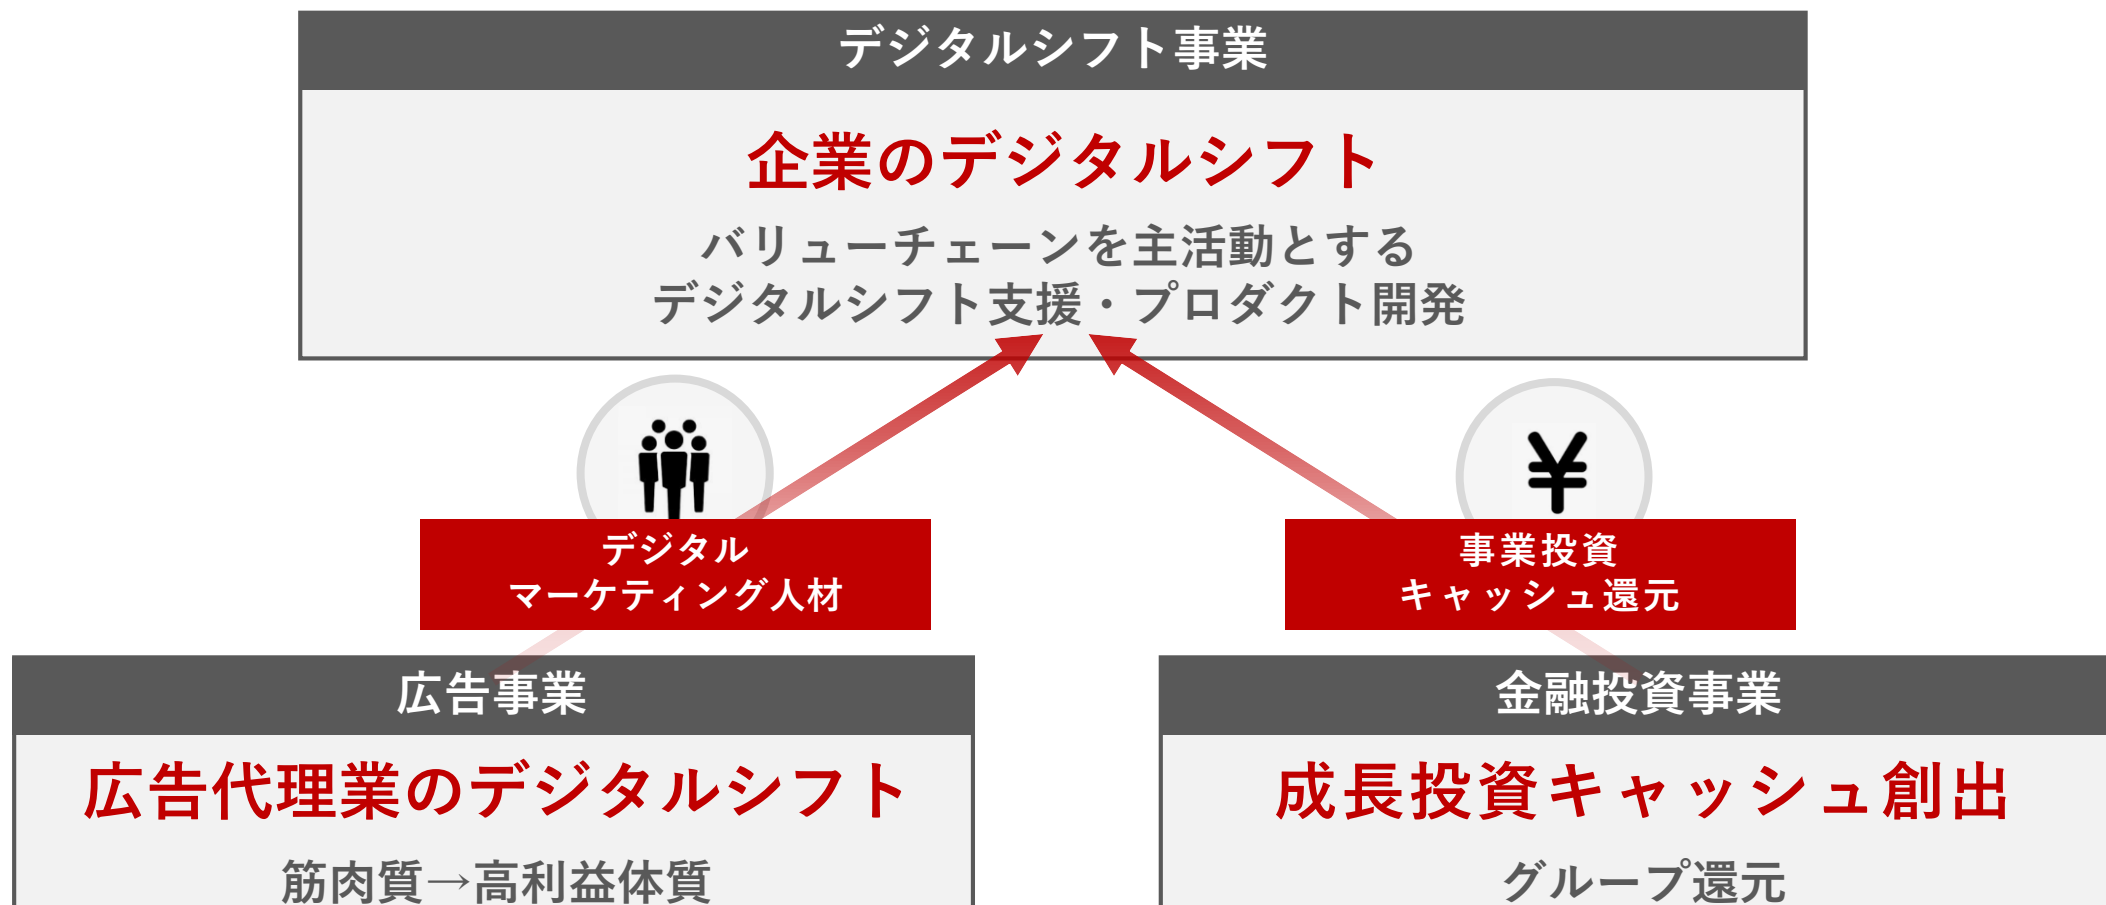 デジタルシフト事業
企業のデジタルシフト
バリューチェーンを主活動とする
デジタルシフト支援・プロダクト開発
¥
デジタル
マーケティング人材
事業投資
キャッシュ還元
広告事業
広告代理業のデジタルシフト
筋肉質→高利益体質
金融投資事業
成長投資キャッシュ創出
グループ還元